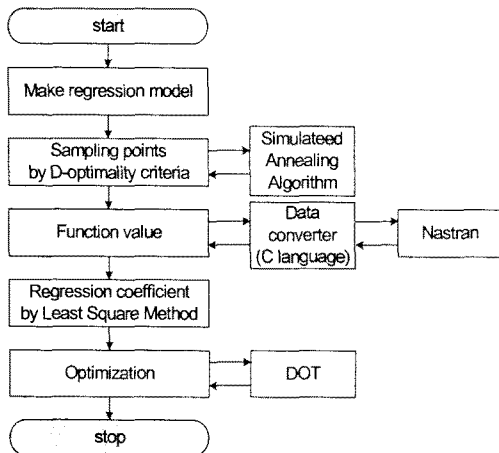 start
Make regression model
Sampling points
by D-optimality criteria
Simulateed
Annealing
Algorithm
Function value
Data
converter
(C language)
Nastran
Regression coefficient
by Least Square Method
Optimization
DOT
stop